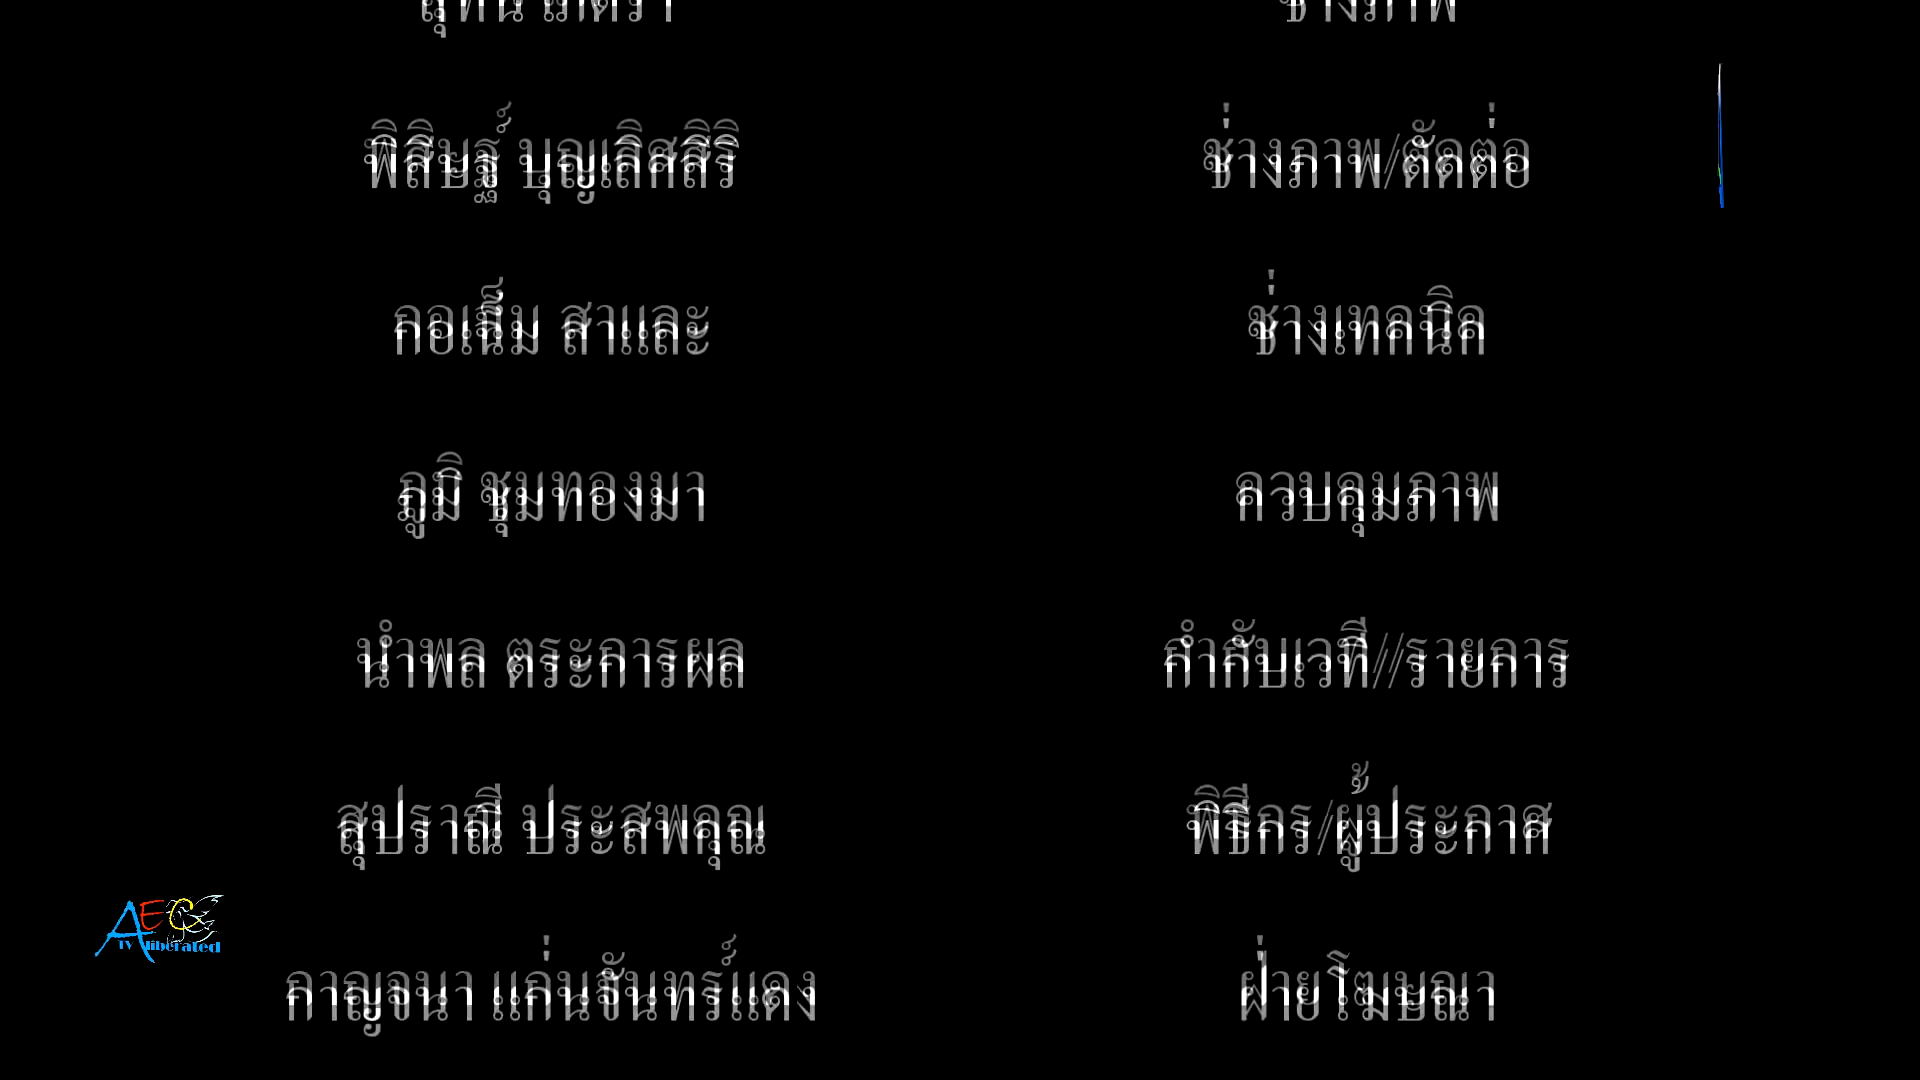 พิสิษฐ์ บุญเลิศสิริ ช่างภาพ/ตัดต่อ
กอเซ็ม สาและ ช่างเทคนิค
ภูมิ ชุมทองมา ควบคุมภาพ
นำพล ตระการผล กำกับเวที//รายการ
สุปราณี ประสพคุณ พิธีกร/ผู้ประกาศ
AEC
TV liberated
กาญจนา แก่นจันทร์แดง ฝ่ายโฆษณา